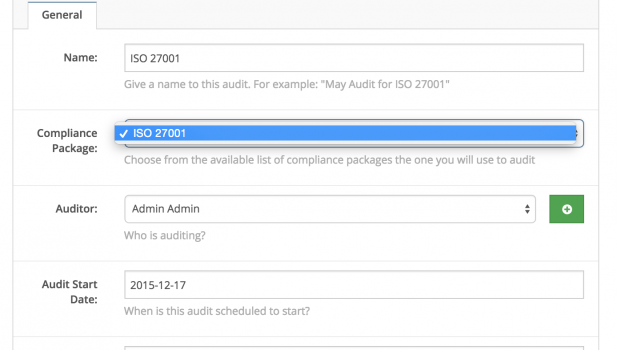 General
Name:
ISO 27001
Give a name to this audit. For example: "May Audit for ISO 27001"
Compliance
Package:
✓ ISO 27001
Choose from the available list of compliance packages the one you will use to audit
Auditor:
Admin Admin
Who is auditing?
Audit Start
Date:
2015-12-17
When is this audit scheduled to start?